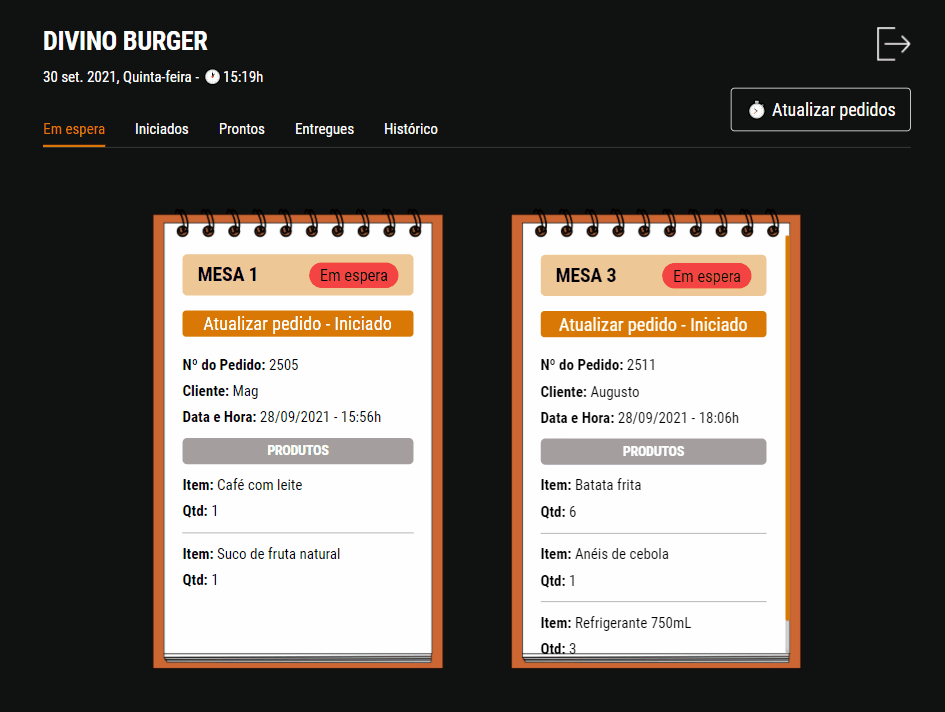 DIVINO BURGER
30 set. 2021, Quinta-feira - 15:19h
Atualizar pedidos
Em espera Iniciados Prontos Entregues Histórico
MESA 1 Em espera
Atualizar pedido - Iniciado
Nº do Pedido: 2505
Cliente: Mag
Data e Hora: 28/09/2021 - 15:56h
PRODUTOS
Item: Café com leite
Qtd: 1
Item: Suco de fruta natural
Qtd: 1
MESA 3 Em espera
Atualizar pedido - Iniciado
Nº do Pedido: 2511
Cliente: Augusto
Data e Hora: 28/09/2021 - 18:06h
PRODUTOS
Item: Batata frita
Qtd: 6
Item: Anéis de cebola
Qtd: 1
Item: Refrigerante 750mL
Qtd: 3